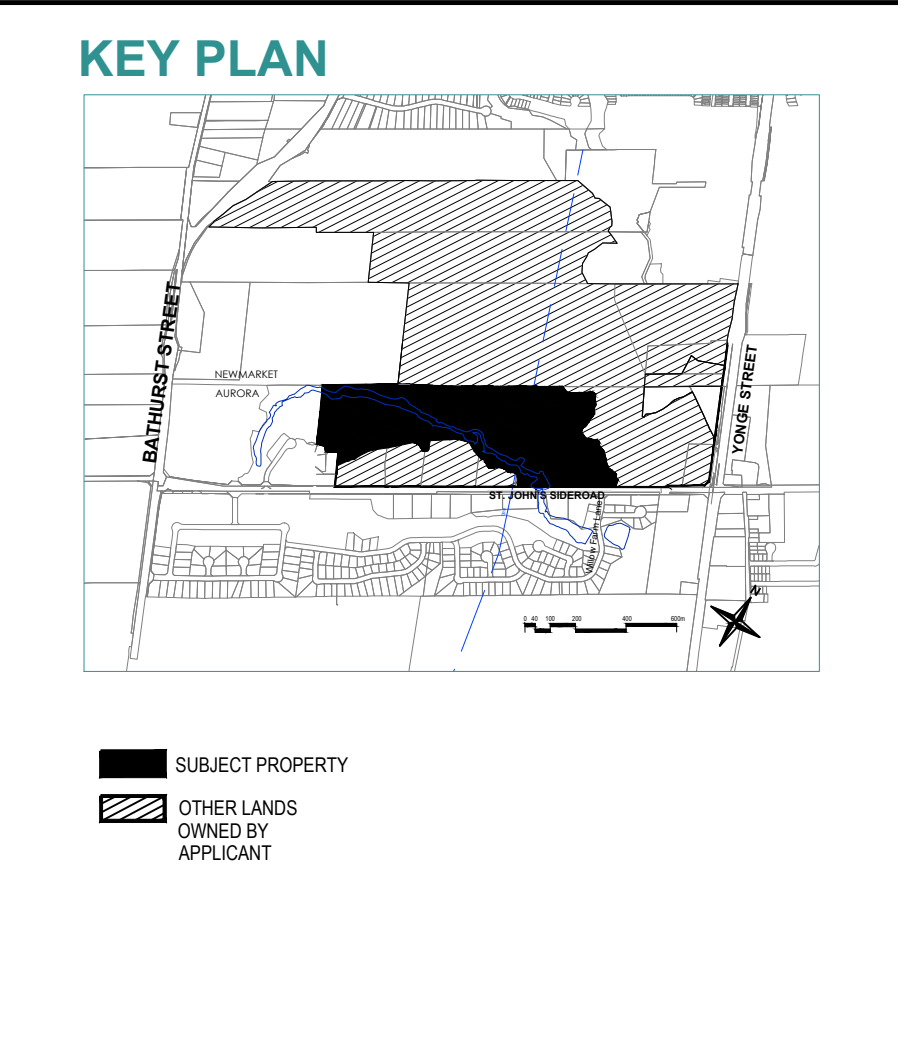 KEY PLAN
BATHURST STREET
NEWMARKET
AURORA
YONGE STREET
ST. JOHN'S SIDEROAD
Willow Farm Lane
N
0 40 100 200 400 600m
SUBJECT PROPERTY
OTHER LANDS
OWNED BY
APPLICANT